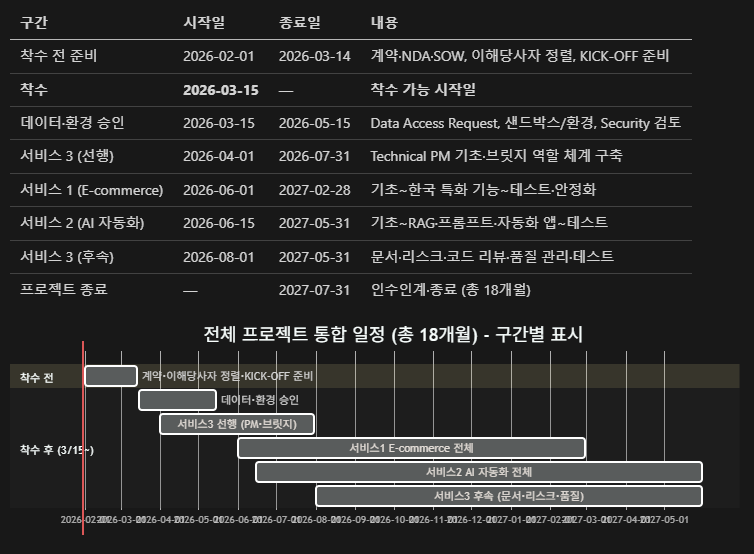 구간 시작일 종료일 내용
착수 전 준비 2026-02-01 2026-03-14 계약·NDA·SOW, 이해당사자 정렬, KICK-OFF 준비
착수 2026-03-15 — 착수 가능 시작일
데이터·환경 승인 2026-03-15 2026-05-15 Data Access Request, 샌드박스/환경, Security 검토
서비스 3 (선행) 2026-04-01 2026-07-31 Technical PM 기초·브릿지 역할 체계 구축
서비스 1 (E-commerce) 2026-06-01 2027-02-28 기초~한국 특화 기능~테스트·안정화
서비스 2 (AI 자동화) 2026-06-15 2027-05-31 기초~RAG·프롬프트·자동화 앱~테스트
서비스 3 (후속) 2026-08-01 2027-05-31 문서·리스크·코드 리뷰·품질 관리·테스트
프로젝트 종료 — 2027-07-31 인수인계·종료 (총 18개월)
전체 프로젝트 통합 일정 (총 18개월) - 구간별 표시
착수 전 계약·이해당사자 정렬·KICK-OFF 준비
데이터·환경 승인
서비스3 선행 (PM·브릿지)
착수 후 (3/15~) 서비스1 E-commerce 전체
서비스2 AI 자동화 전체
서비스3 후속 (문서·리스크·품질)
2026-02-01 2026-03-01 2026-04-01 2026-05-01 2026-06-01 2026-07-01 2026-08-01 2026-09-01 2026-10-01 2026-11-01 2026-12-01 2027-01-01 2027-02-01 2027-03-01 2027-04-01 2027-05-01